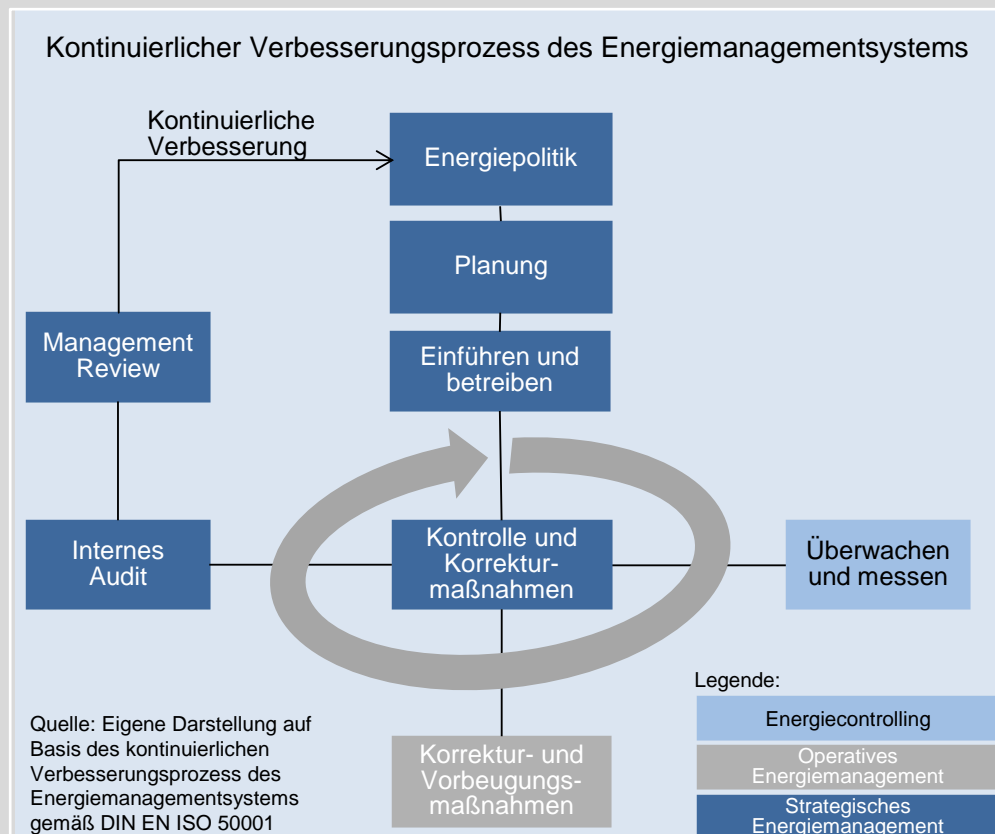 Kontinuierlicher Verbesserungsprozess des Energiemanagementsystems
Kontinuierliche
Verbesserung
Energiepolitik
Planung
Management
Review
Einführen und
betreiben
Internes
Audit
Kontrolle und
Korrektur-
maßnahmen
Überwachen
und messen
Korrektur- und
Vorbeugungs-
maßnahmen
Quelle: Eigene Darstellung auf
Basis des kontinuierlichen
Verbesserungsprozess des
Energiemanagementsystems
gemäß DIN EN ISO 50001
Legende:
Energiecontrolling
Operatives
Energiemanagement
Strategisches
Energiemanagement